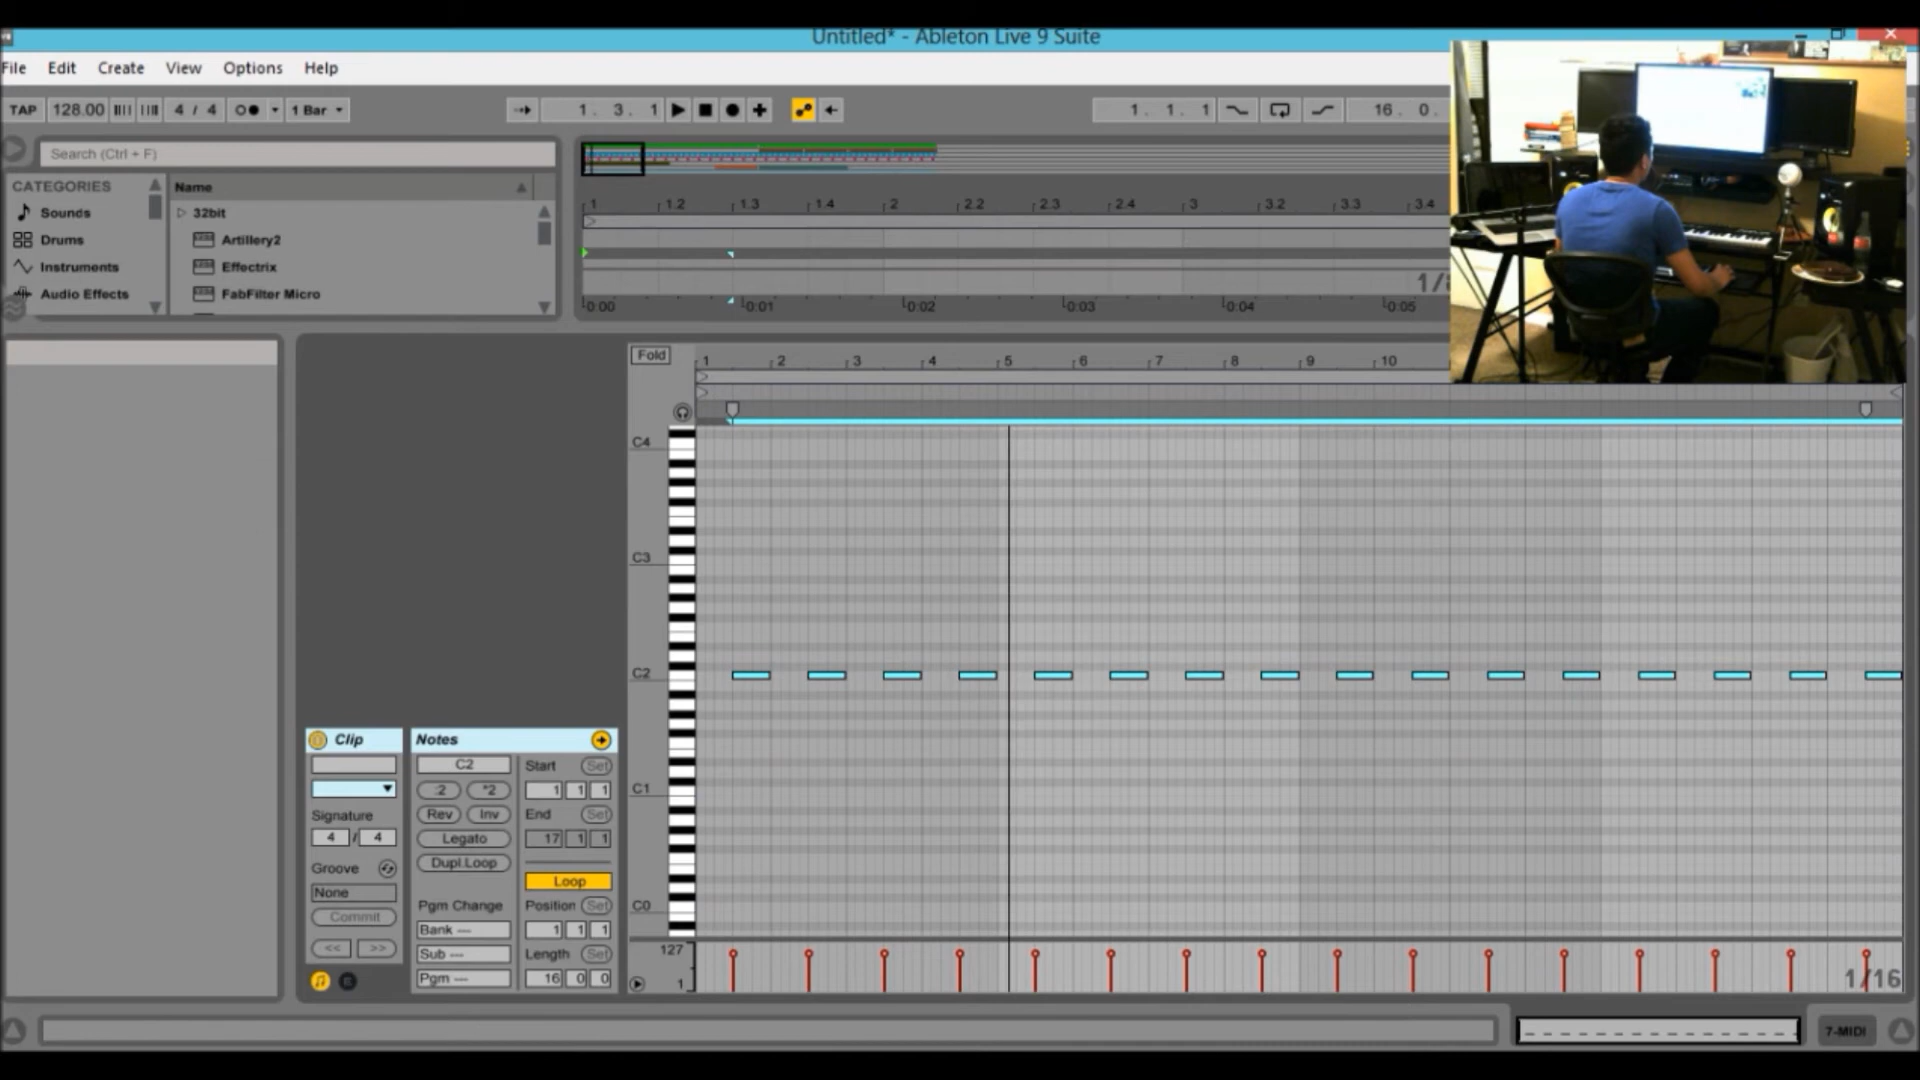 Untitled* - Ableton Live 9 Suite
File Edit Create View Options Help
TAP 128.00 4 / 4 1 Bar 1. 3. 1 1. 1. 1 16. 0.
Search (Ctrl + F)
CATEGORIES Name
Sounds 32bit
Drums Artillery2
Instruments Effectrix
Audio Effects FabFilter Micro
1 1.2 1.3 1.4 2 2.2 2.3 2.4 3 3.2 3.3 3.4
0:00 0:01 0:02 0:03 0:04 0:05
Fold 1 2 3 4 5 6 7 8 9 10
C4
C3
C2
C1
C0
127
1
1/16
Clip
Signature
4 / 4
Groove
None
Commit
<< >>
Notes
C2
:2 *2
Rev Inv
Legato
Dupl.Loop
Pgm Change
Bank ---
Sub ---
Pgm ---
Start Set
1 1 1
End Set
17 1 1
Loop
Position Set
1 1 1
Length Set
16 0 0
7-MIDI